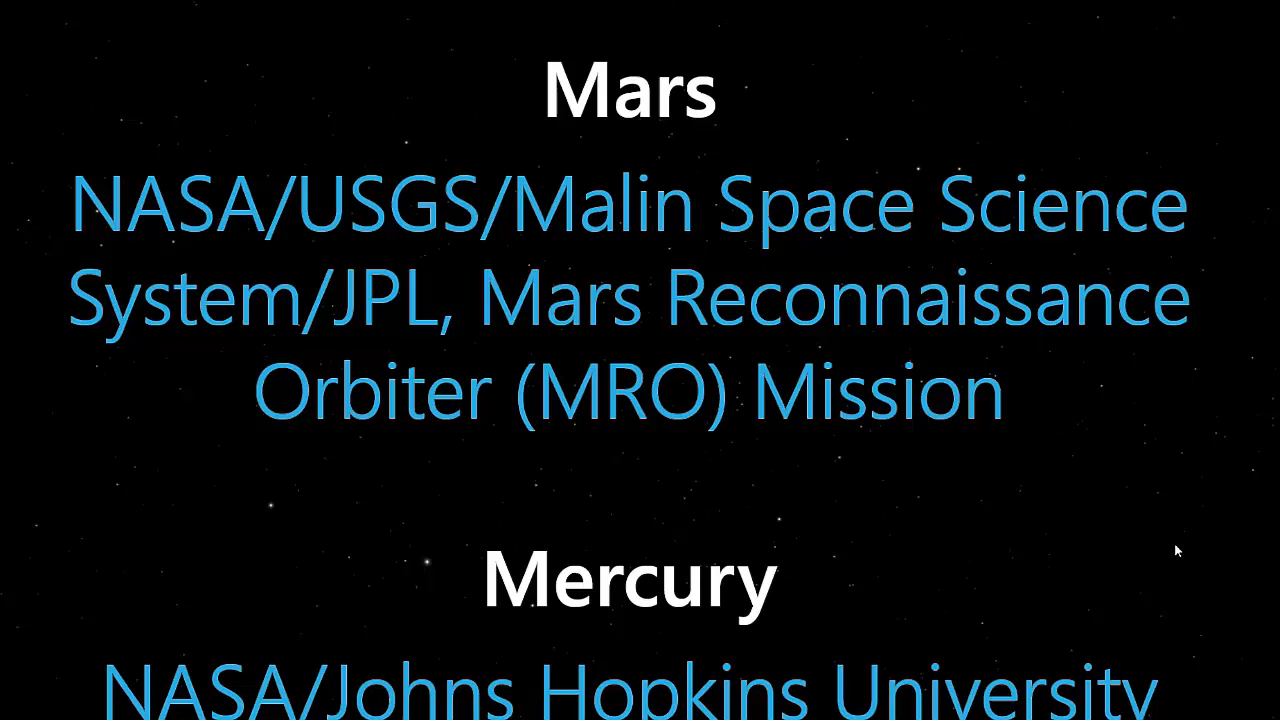 Mars
NASA/USGS/Malin Space Science
System/JPL, Mars Reconnaissance
Orbiter (MRO) Mission
Mercury
NASA/Johns Hopkins University